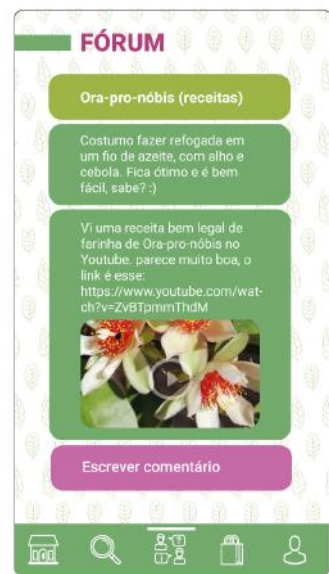 FÓRUM
Ora-pro-nóbis (receitas)
Costumo fazer refogada em
um fio de azeite, com alho e
cebola. Fica ótimo e é bem
fácil, sabe? :)
Vi uma receita bem legal de
farinha de Ora-pro-nóbis no
Youtube. parece muito boa, o
link é esse:
https://www.youtube.com/wat-
ch?v=ZvBTpmmThdM
Escrever comentário